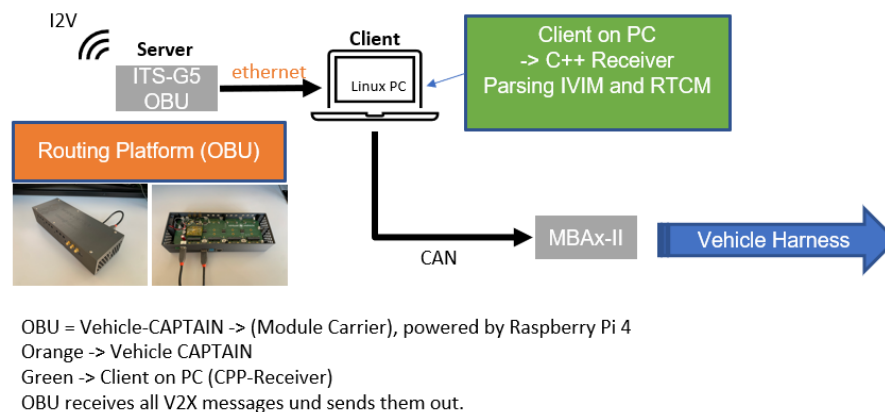 I2V
Server
ITS-G5
OBU
ethernet
Client
Linux PC
Client on PC
-> C++ Receiver
Parsing IVIM and RTCM
Routing Platform (OBU)
CAN
MBAx-II
Vehicle Harness
OBU = Vehicle-CAPTAIN -> (Module Carrier), powered by Raspberry Pi 4
Orange -> Vehicle CAPTAIN
Green -> Client on PC (CPP-Receiver)
OBU receives all V2X messages und sends them out.